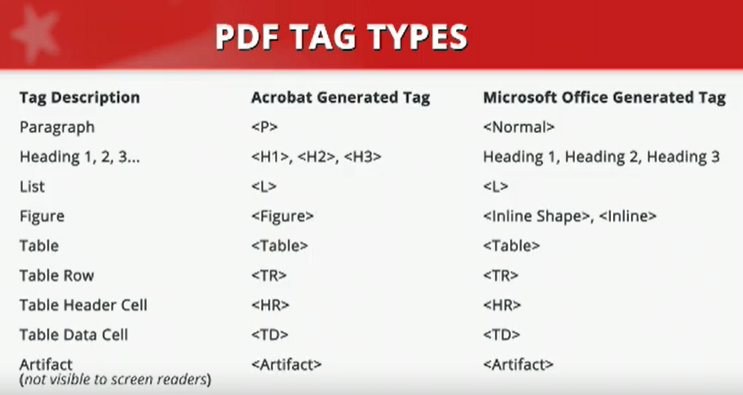 PDF TAG TYPES
Tag Description Acrobat Generated Tag Microsoft Office Generated Tag
Paragraph <P> <Normal>
Heading 1, 2, 3... <H1>, <H2>, <H3> Heading 1, Heading 2, Heading 3
List <L> <L>
Figure <Figure> <Inline Shape>, <Inline>
Table <Table> <Table>
Table Row <TR> <TR>
Table Header Cell <HR> <HR>
Table Data Cell <TD> <TD>
Artifact <Artifact> <Artifact>
(not visible to screen readers)